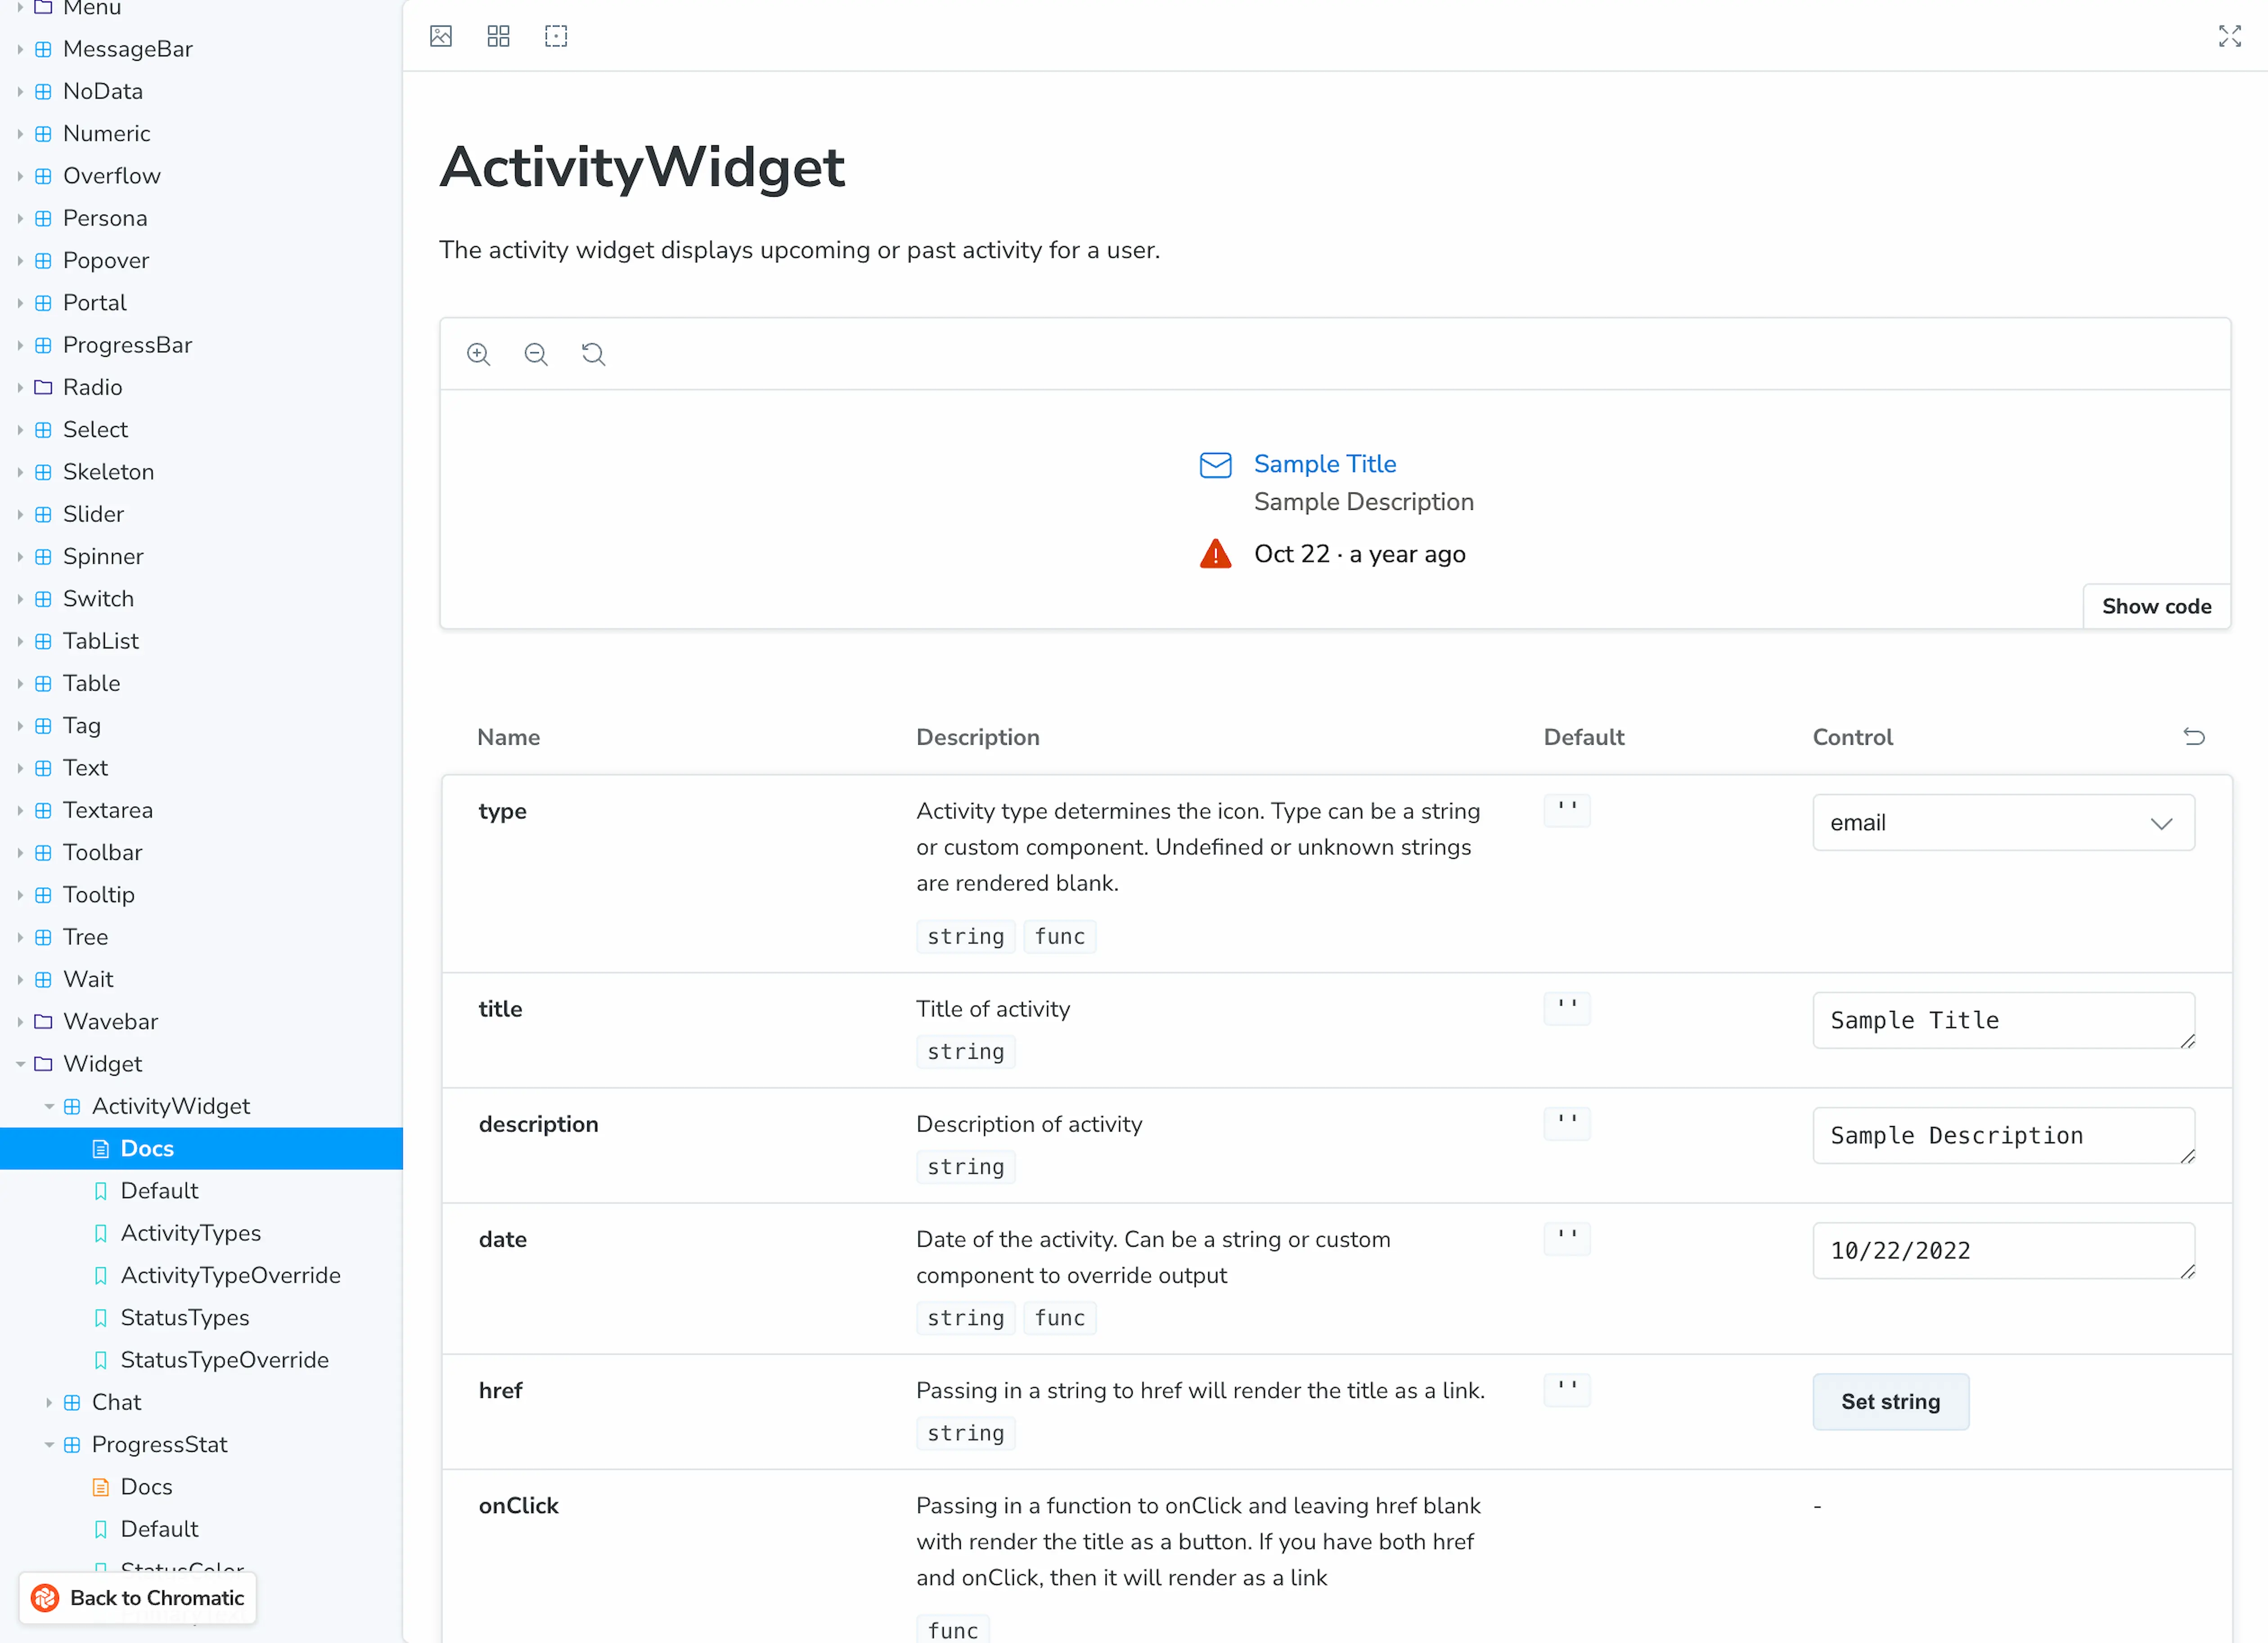 Menu
MessageBar
NoData
Numeric
Overflow
Persona
Popover
Portal
ProgressBar
Radio
Select
Skeleton
Slider
Spinner
Switch
TabList
Table
Tag
Text
Textarea
Toolbar
Tooltip
Tree
Wait
Wavebar
Widget
ActivityWidget
Docs
Default
ActivityTypes
ActivityTypeOverride
StatusTypes
StatusTypeOverride
Chat
ProgressStat
Docs
Default
StatusColor
Back to Chromatic
ActivityWidget
The activity widget displays upcoming or past activity for a user.
Sample Title
Sample Description
Oct 22 · a year ago
Show code
Name Description Default Control
type Activity type determines the icon. Type can be a string '' email
or custom component. Undefined or unknown strings
are rendered blank.
string func
title Title of activity '' Sample Title
string
description Description of activity '' Sample Description
string
date Date of the activity. Can be a string or custom '' 10/22/2022
component to override output
string func
href Passing in a string to href will render the title as a link. '' Set string
string
onClick Passing in a function to onClick and leaving href blank -
with render the title as a button. If you have both href
and onClick, then it will render as a link
func